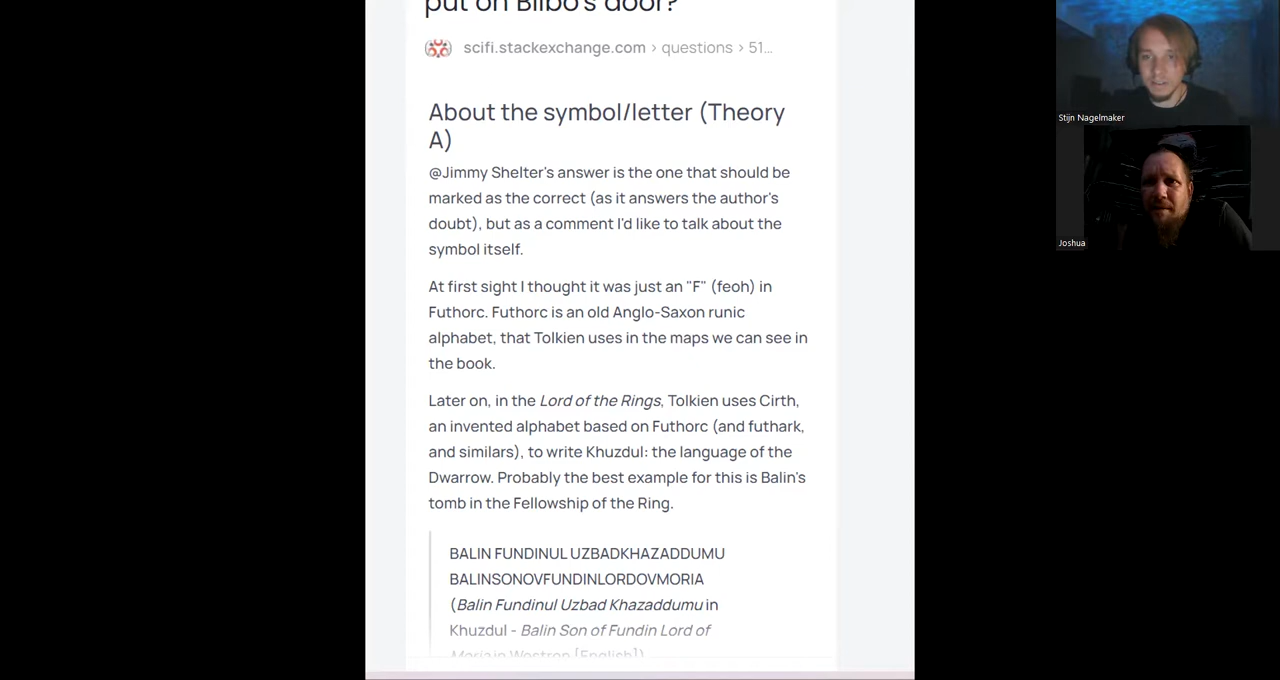 put on Bilbo's door?
scifi.stackexchange.com › questions › 51...
About the symbol/letter (Theory
A)
@Jimmy Shelter's answer is the one that should be
marked as the correct (as it answers the author's
doubt), but as a comment I'd like to talk about the
symbol itself.
At first sight I thought it was just an "F" (feoh) in
Futhorc. Futhorc is an old Anglo-Saxon runic
alphabet, that Tolkien uses in the maps we can see in
the book.
Later on, in the Lord of the Rings, Tolkien uses Cirth,
an invented alphabet based on Futhorc (and futhark,
and similars), to write Khuzdul: the language of the
Dwarrow. Probably the best example for this is Balin's
tomb in the Fellowship of the Ring.
BALIN FUNDINUL UZBADKHAZADDUMU
BALINSONOVFUNDINLORDOVMORIA
(Balin Fundinul Uzbad Khazaddumu in
Khuzdul - Balin Son of Fundin Lord of
Moria in Westron [English])
Stijn Nagelmaker
Joshua